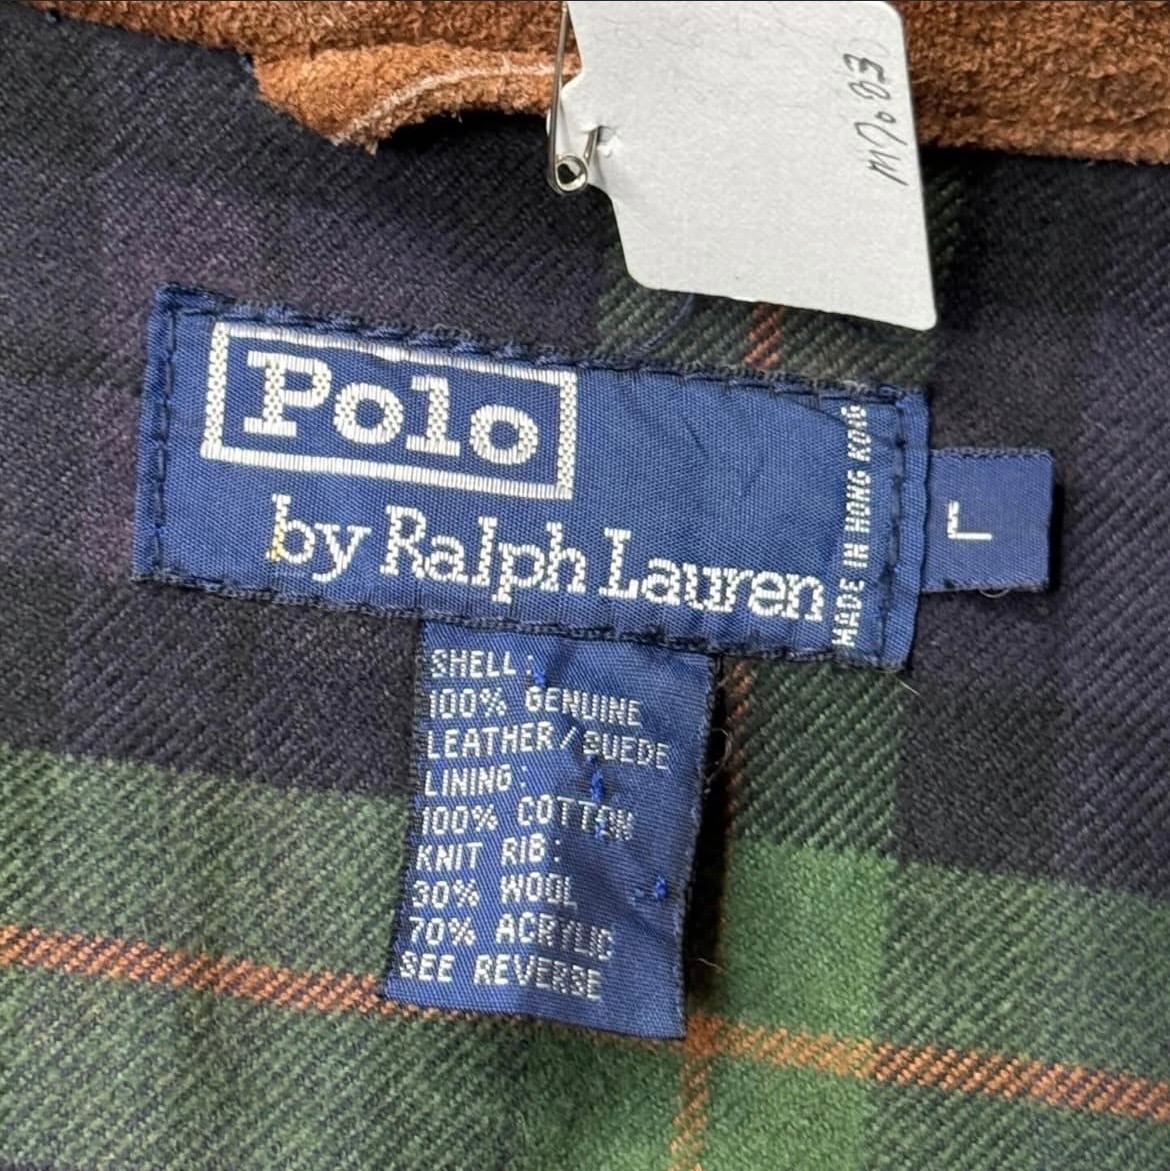 Polo
by Ralph Lauren
MADE IN HONG KONG
L
SHELL:
100% GENUINE
LEATHER/SUEDE
LINING:
100% COTTON
KNIT RIB:
30% WOOL
70% ACRYLIC
SEE REVERSE